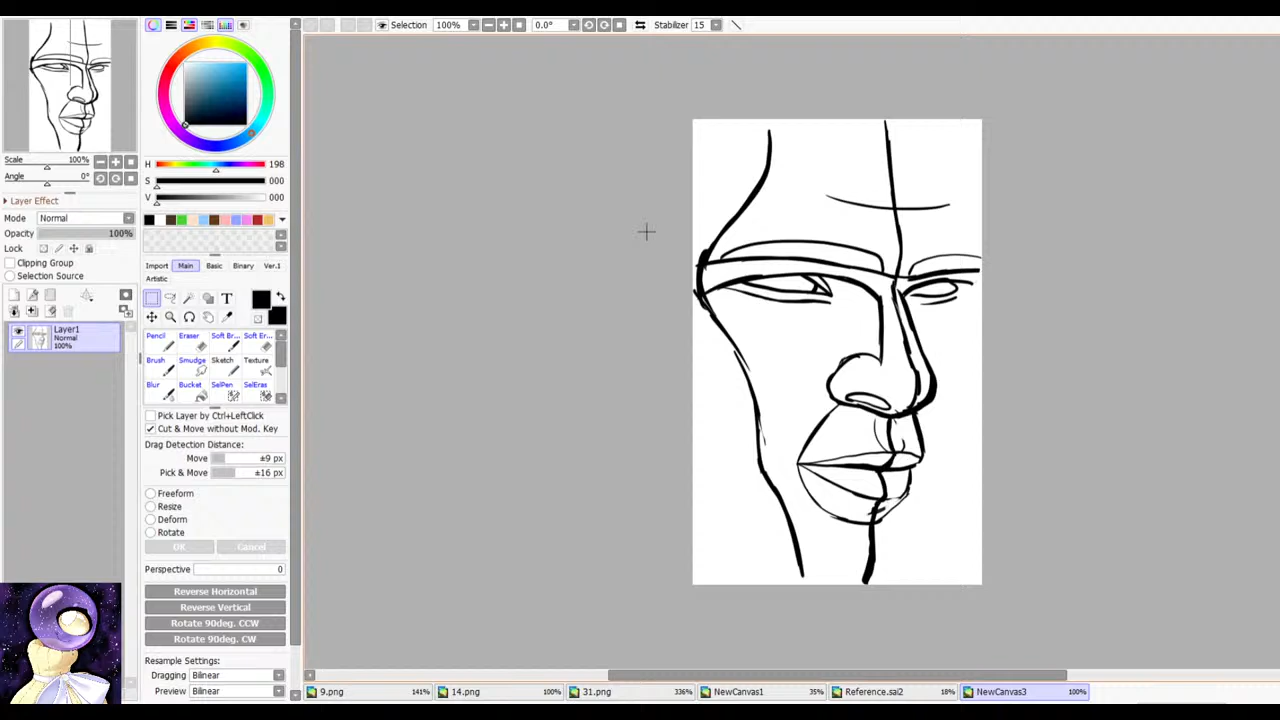 Selection 100% 0.0° Stabilizer 15
Scale 100%
Angle 0°
Layer Effect
Mode Normal
Opacity 100%
Lock
Clipping Group
Selection Source
Layer1
Normal
100%
H 198
S 000
V 000
Import Main Basic Binary Ver.1
Artistic
T
Pencil Eraser Soft Br... Soft Er...
Brush Smudge Sketch Texture
Blur Bucket SelPen SelEras
Pick Layer by Ctrl+LeftClick
Cut & Move without Mod. Key
Drag Detection Distance:
Move ±9 px
Pick & Move ±16 px
Freeform
Resize
Deform
Rotate
OK Cancel
Perspective 0
Reverse Horizontal
Reverse Vertical
Rotate 90deg. CCW
Rotate 90deg. CW
Resample Settings:
Dragging Bilinear
Preview Bilinear
9.png 141% 14.png 100% 31.png 336% NewCanvas1 35% Reference.sai2 18% NewCanvas3 100%